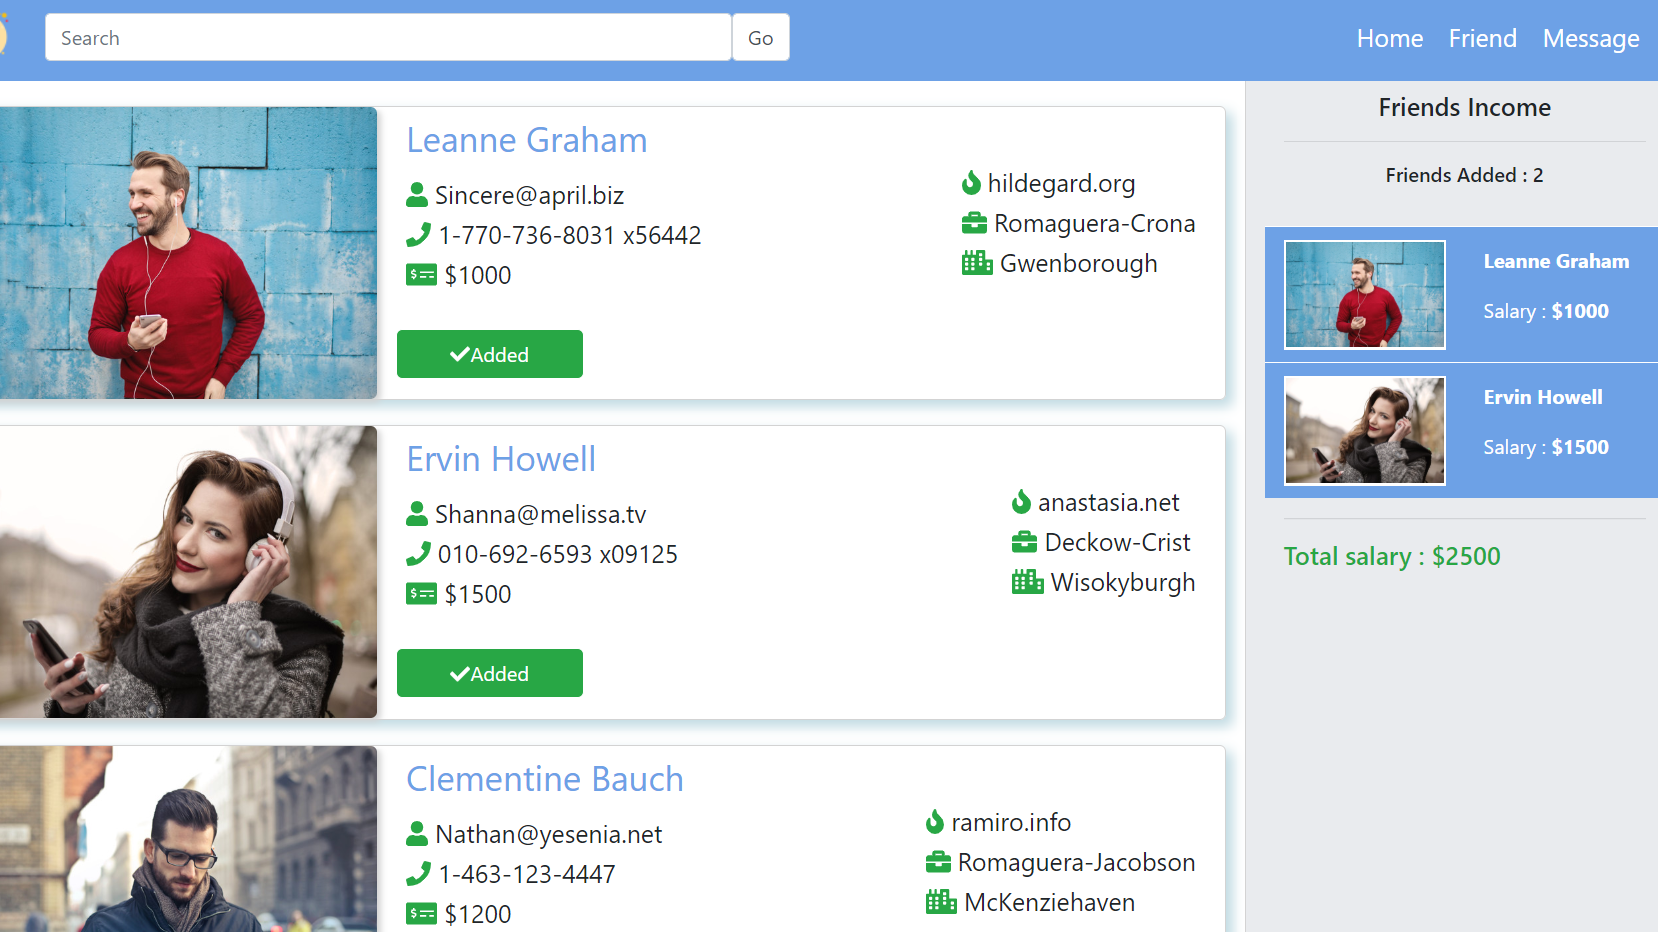 Search
Go
Home
Friend
Message
Leanne Graham
Sincere@april.biz
1-770-736-8031 x56442
$1000
hildegard.org
Romaguera-Crona
Gwenborough
Added
Ervin Howell
Shanna@melissa.tv
010-692-6593 x09125
$1500
anastasia.net
Deckow-Crist
Wisokyburgh
Added
Clementine Bauch
Nathan@yesenia.net
1-463-123-4447
$1200
ramiro.info
Romaguera-Jacobson
McKenziehaven
Friends Income
Friends Added : 2
Leanne Graham
Salary : $1000
Ervin Howell
Salary : $1500
Total salary : $2500